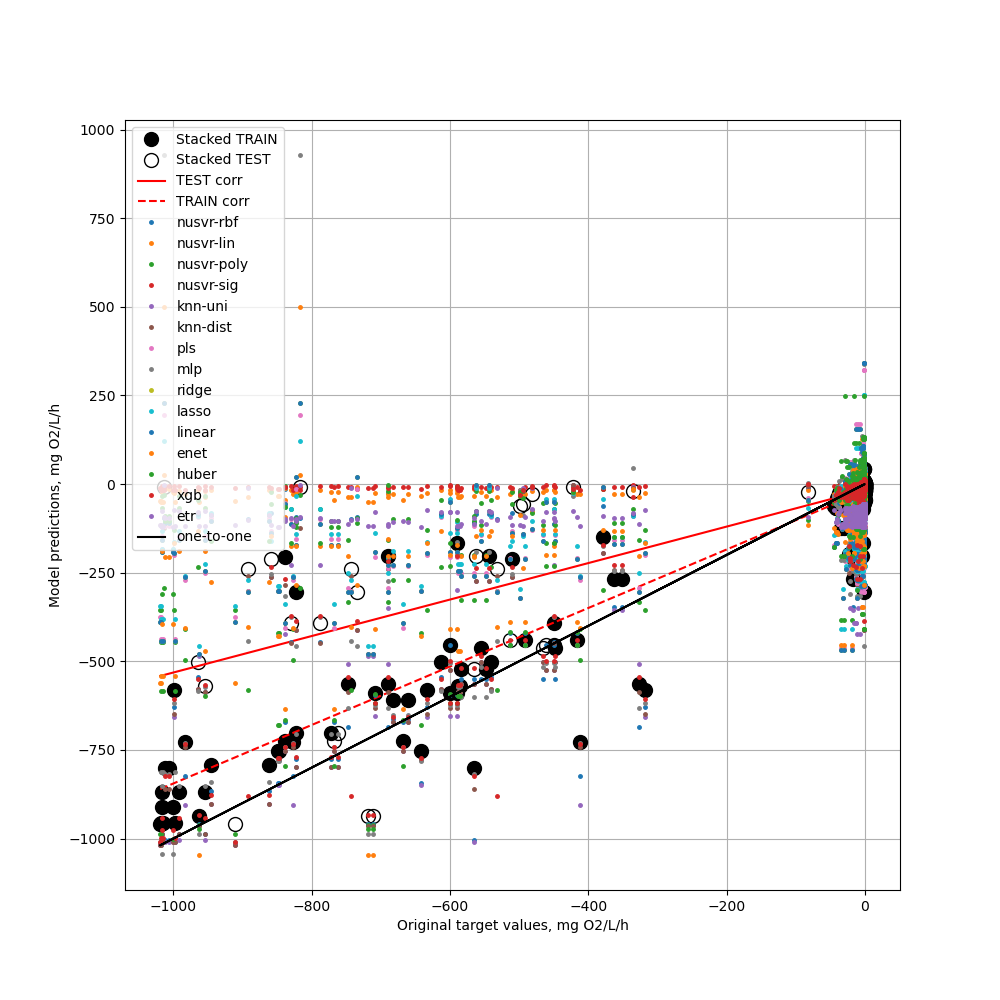 1000
750
500
250
0
−250
−500
−750
−1000
Model predictions, mg O2/L/h
Stacked TRAIN
Stacked TEST
TEST corr
TRAIN corr
nusvr-rbf
nusvr-lin
nusvr-poly
nusvr-sig
knn-uni
knn-dist
pls
mlp
ridge
lasso
linear
enet
huber
xgb
etr
one-to-one
−1000 −800 −600 −400 −200 0
Original target values, mg O2/L/h